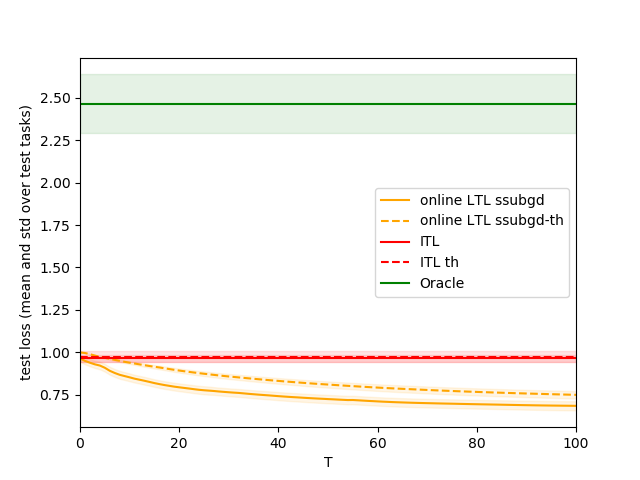 test loss (mean and std over test tasks)
2.50
2.25
2.00
1.75
1.50
1.25
1.00
0.75
online LTL ssubgd
online LTL ssubgd-th
ITL
ITL th
Oracle
0 20 40 60 80 100
T